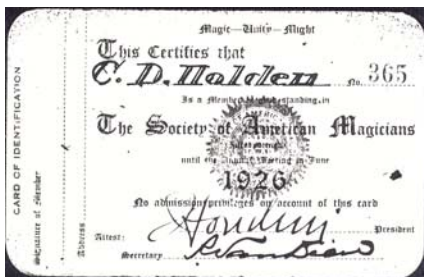 Magic—Unity—Might
This Certifies that
C. D. Holden No. 365
Is a Member standing in
The Society of American Magicians
until the Annual Meeting in June
1926
No admission privileges on account of this card
Houdini President
Attest:
Secretary
CARD OF IDENTIFICATION
Signature of Member
Address